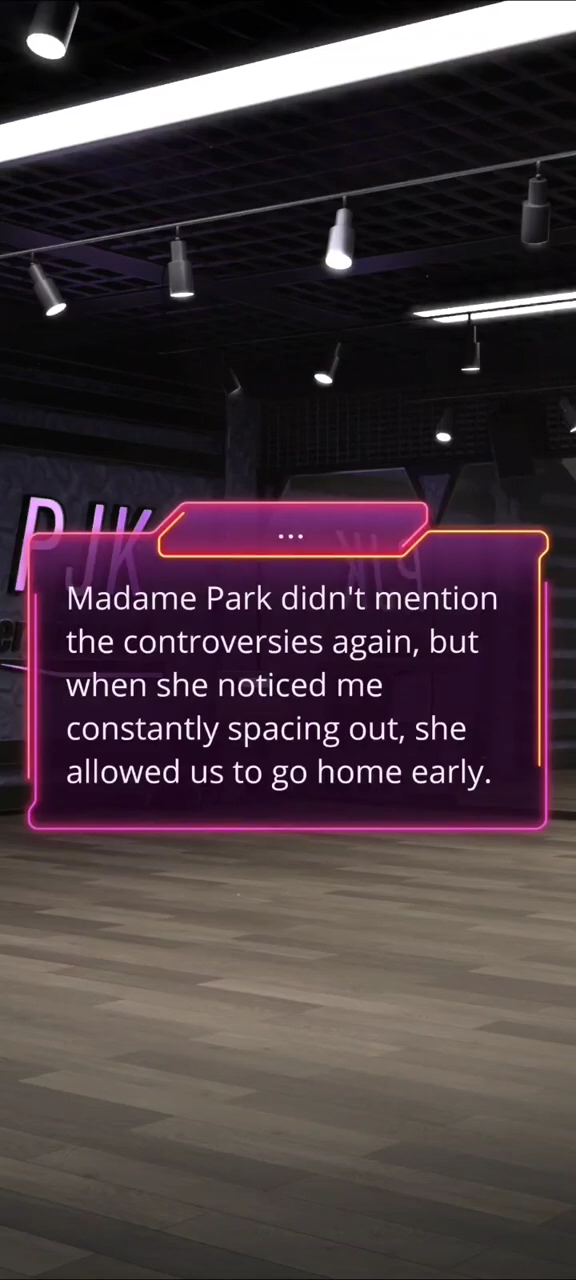 PJK
...
Madame Park didn't mention
the controversies again, but
when she noticed me
constantly spacing out, she
allowed us to go home early.